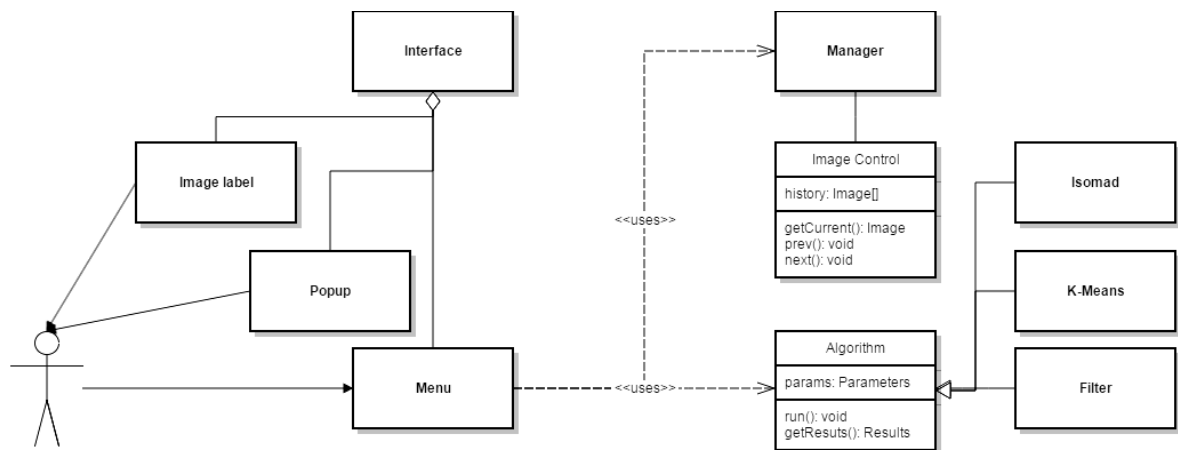 Interface
Manager
Image label
Image Control
history: Image[]
getCurrent(): Image
prev(): void
next(): void
Isomad
<<uses>>
Popup
K-Means
Menu
<<uses>>
Algorithm
params: Parameters
run(): void
getResuts(): Results
Filter